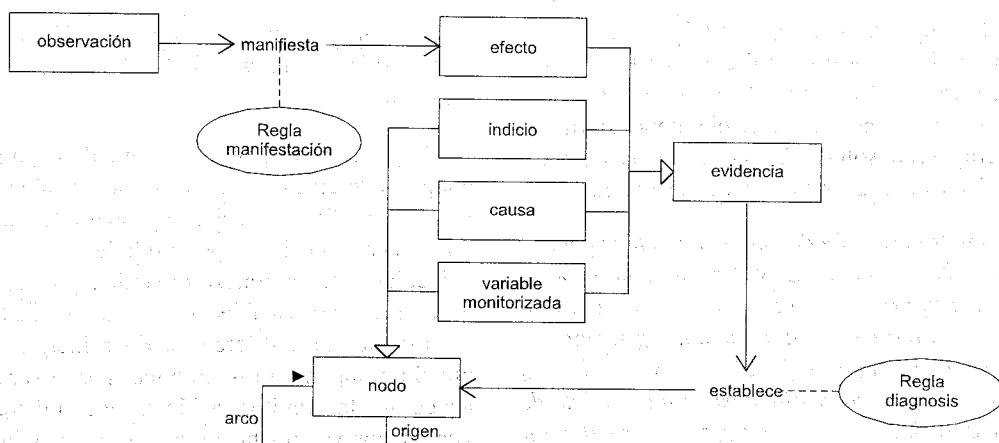 observación
manifiesta
efecto
Regla
manifestación
indicio
evidencia
causa
variable
monitorizada
nodo
establece
Regla
diagnosis
arco
origen